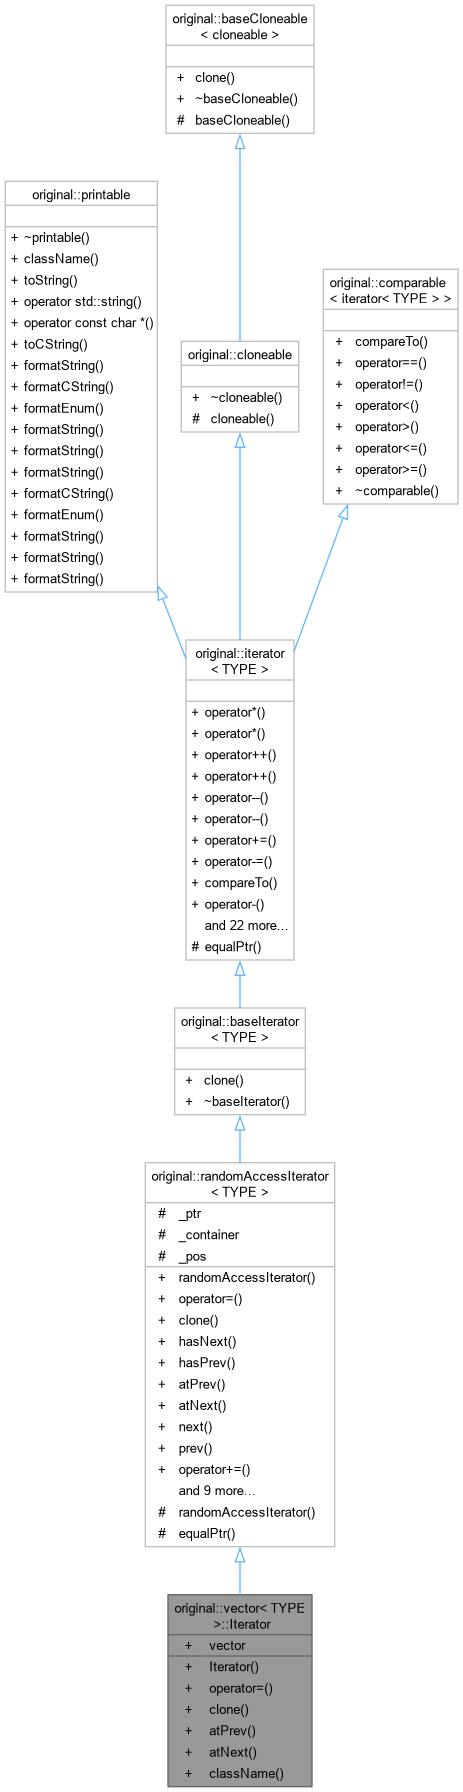 original::baseCloneable
< cloneable >
+ clone()
+ ~baseCloneable()
# baseCloneable()
original::printable
+ ~printable()
+ className()
+ toString()
+ operator std::string()
+ operator const char *()
+ toCString()
+ formatString()
+ formatCString()
+ formatEnum()
+ formatString()
+ formatString()
+ formatString()
+ formatCString()
+ formatEnum()
+ formatString()
+ formatString()
+ formatString()
original::cloneable
+ ~cloneable()
# cloneable()
original::comparable
< iterator< TYPE > >
+ compareTo()
+ operator==()
+ operator!=()
+ operator<()
+ operator>()
+ operator<=()
+ operator>=()
+ ~comparable()
original::iterator
< TYPE >
+ operator*()
+ operator*()
+ operator++()
+ operator++()
+ operator--()
+ operator--()
+ operator+=()
+ operator-=()
+ compareTo()
+ operator-()
and 22 more...
# equalPtr()
original::baseIterator
< TYPE >
+ clone()
+ ~baseIterator()
original::randomAccessIterator
< TYPE >
# _ptr
# _container
# _pos
+ randomAccessIterator()
+ operator=()
+ clone()
+ hasNext()
+ hasPrev()
+ atPrev()
+ atNext()
+ next()
+ prev()
+ operator+=()
and 9 more...
# randomAccessIterator()
# equalPtr()
original::vector< TYPE
>::Iterator
+ vector
+ Iterator()
+ operator=()
+ clone()
+ atPrev()
+ atNext()
+ className()